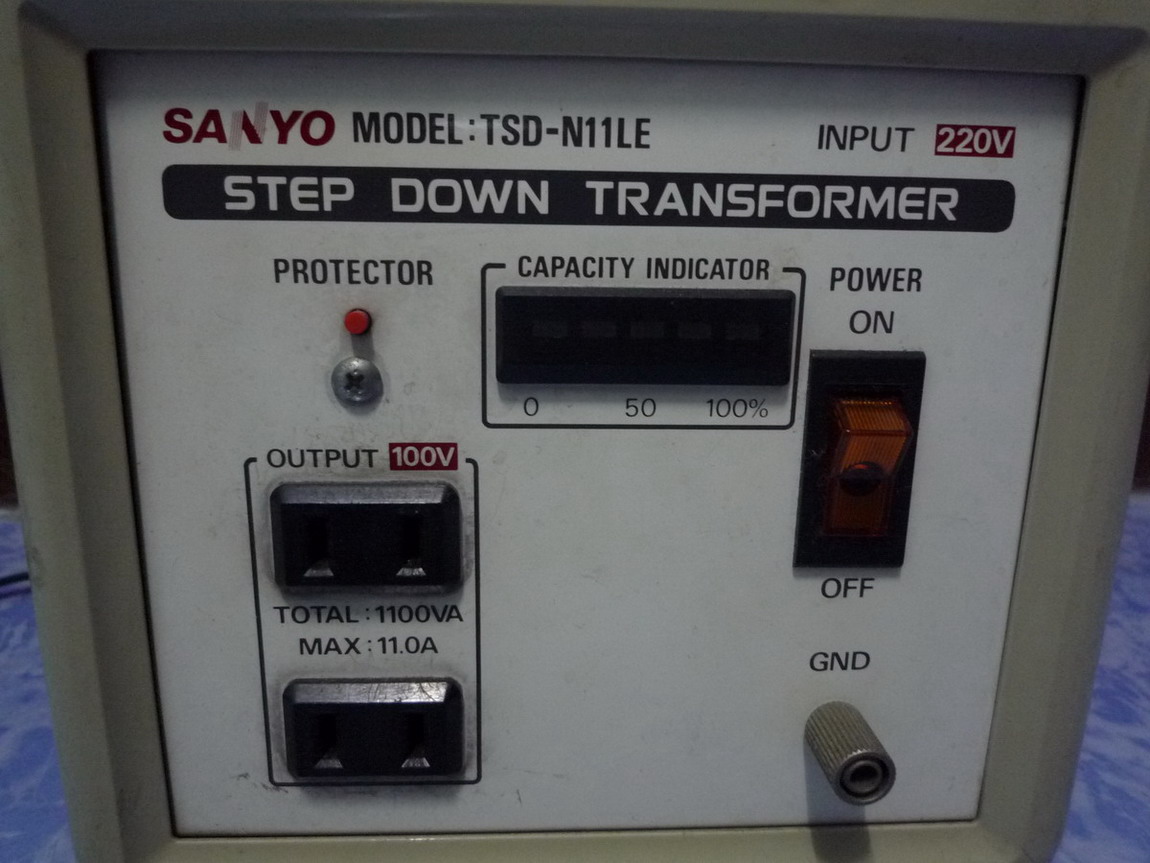 SANYO MODEL:TSD-N11LE INPUT 220V
STEP DOWN TRANSFORMER
PROTECTOR
CAPACITY INDICATOR
0 50 100%
POWER
ON
OFF
OUTPUT 100V
TOTAL:1100VA
MAX:11.0A
GND